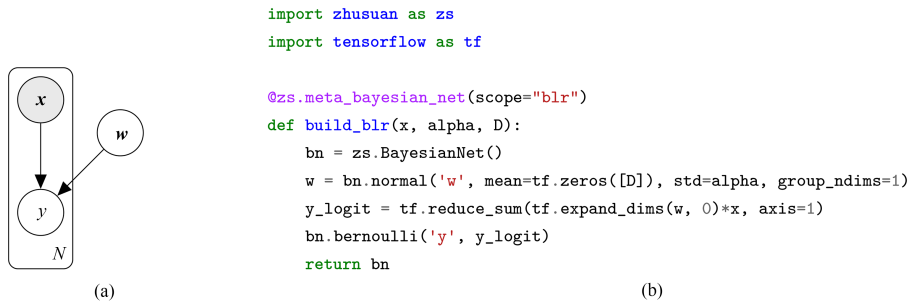 x
w
y
N
(a)
import zhusuan as zs
import tensorflow as tf
@zs.meta_bayesian_net(scope="blr")
def build_blr(x, alpha, D):
    bn = zs.BayesianNet()
    w = bn.normal('w', mean=tf.zeros([D]), std=alpha, group_ndims=1)
    y_logit = tf.reduce_sum(tf.expand_dims(w, 0)*x, axis=1)
    bn.bernoulli('y', y_logit)
    return bn
(b)